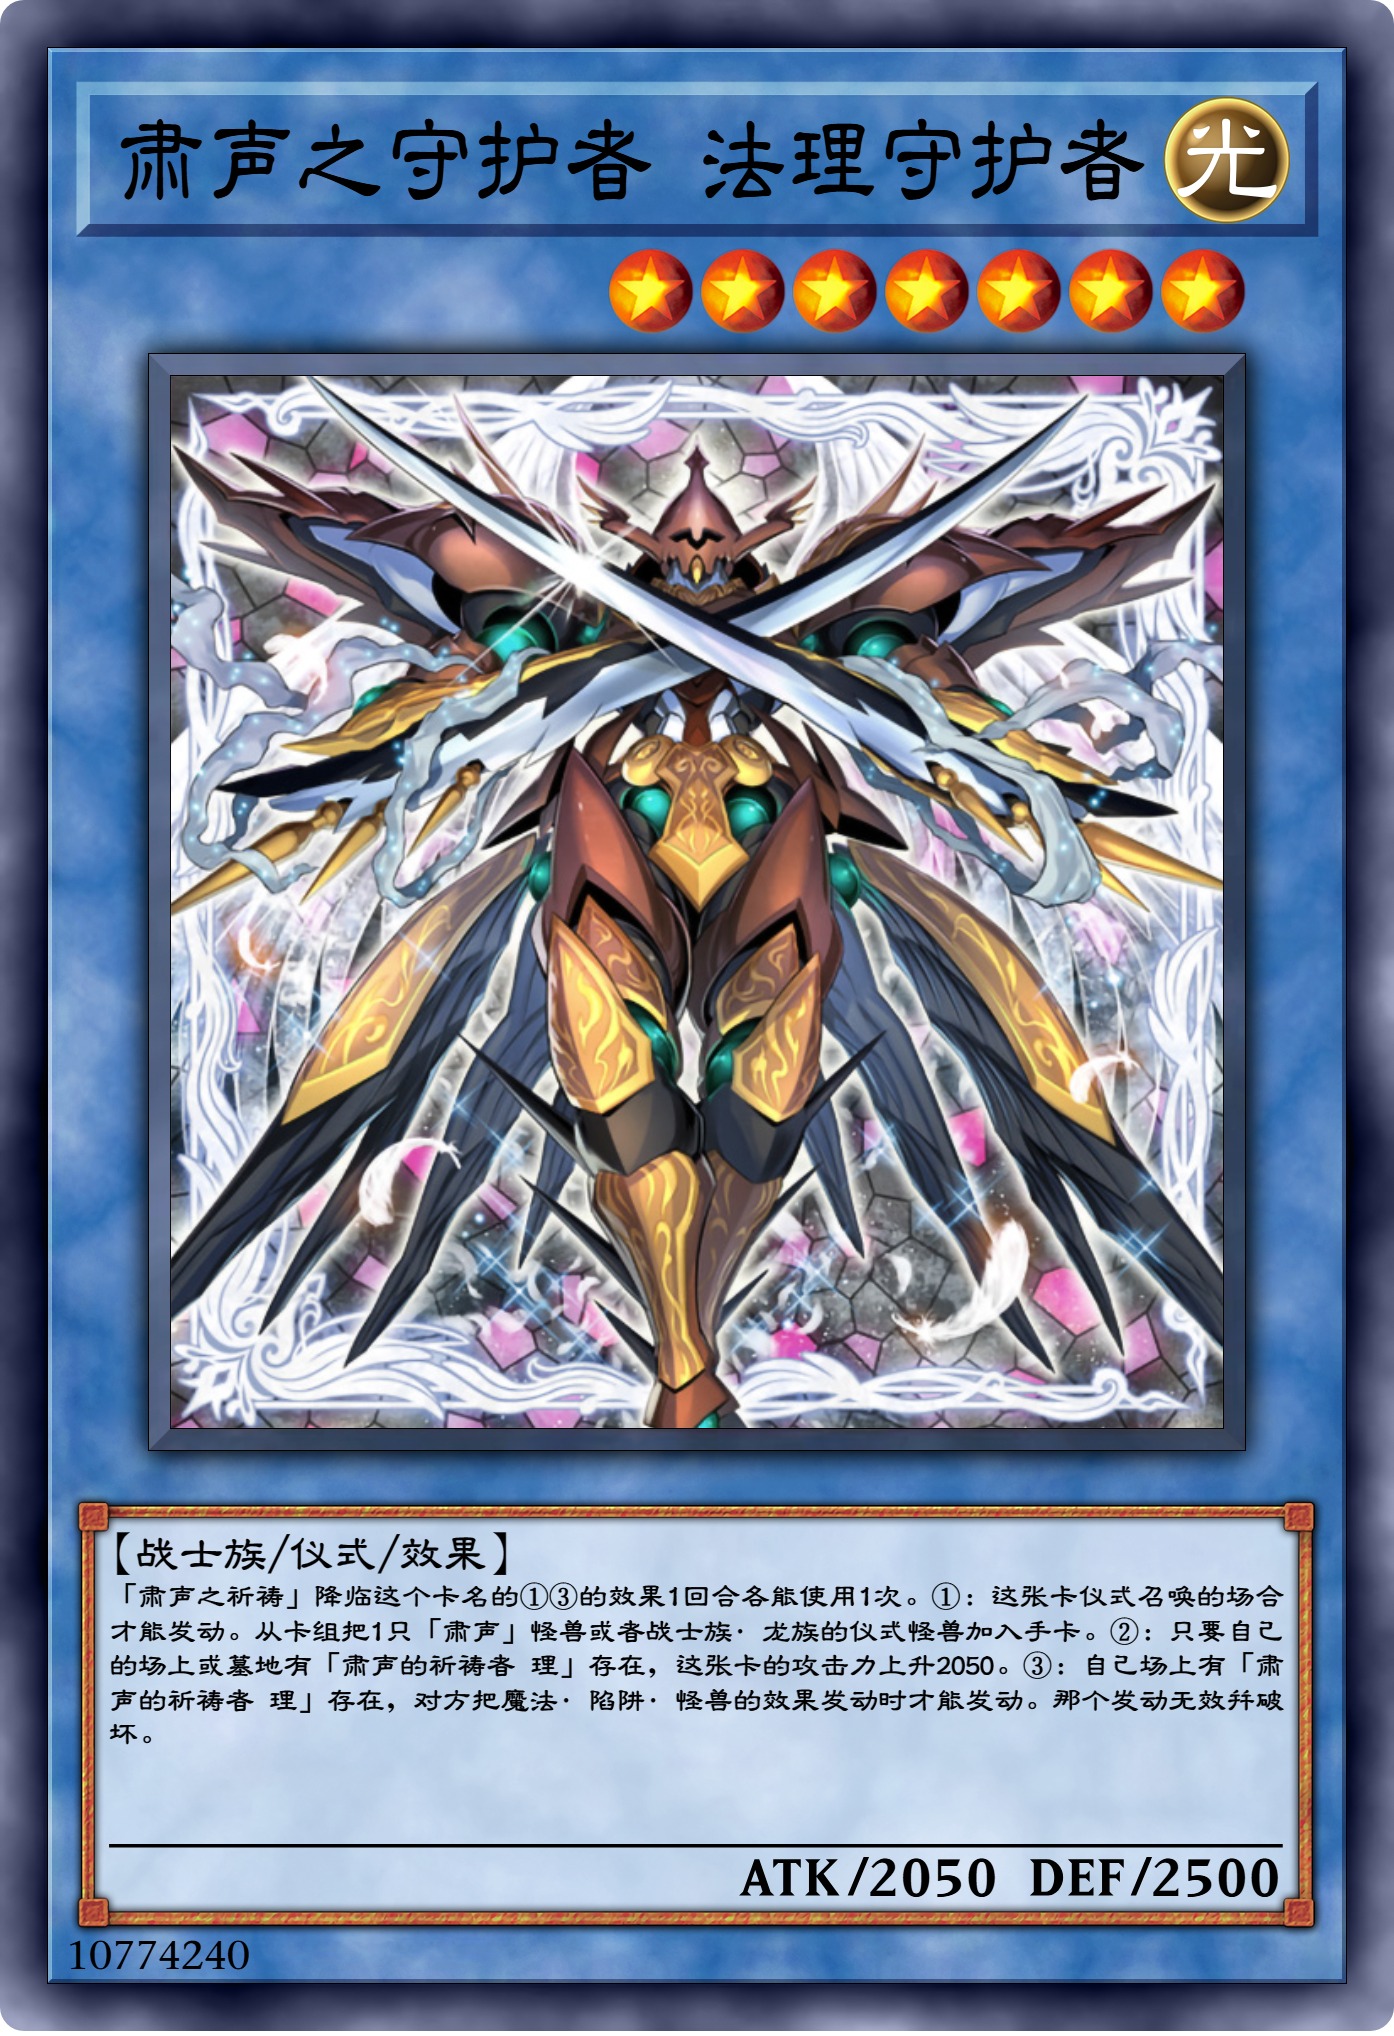 肃声之守护者 法理守护者 光
【战士族/仪式/效果】
「肃声之祈祷」降临这个卡名的①③的效果1回合各能使用1次。①：这张卡仪式召唤的场合
才能发动。从卡组把1只「肃声」怪兽或者战士族·龙族的仪式怪兽加入手卡。②：只要自己
的场上或墓地有「肃声的祈祷者 理」存在，这张卡的攻击力上升2050。③：自己场上有「肃
声的祈祷者 理」存在，对方把魔法·陷阱·怪兽的效果发动时才能发动。那个发动无效并破
坏。
ATK/2050 DEF/2500
10774240